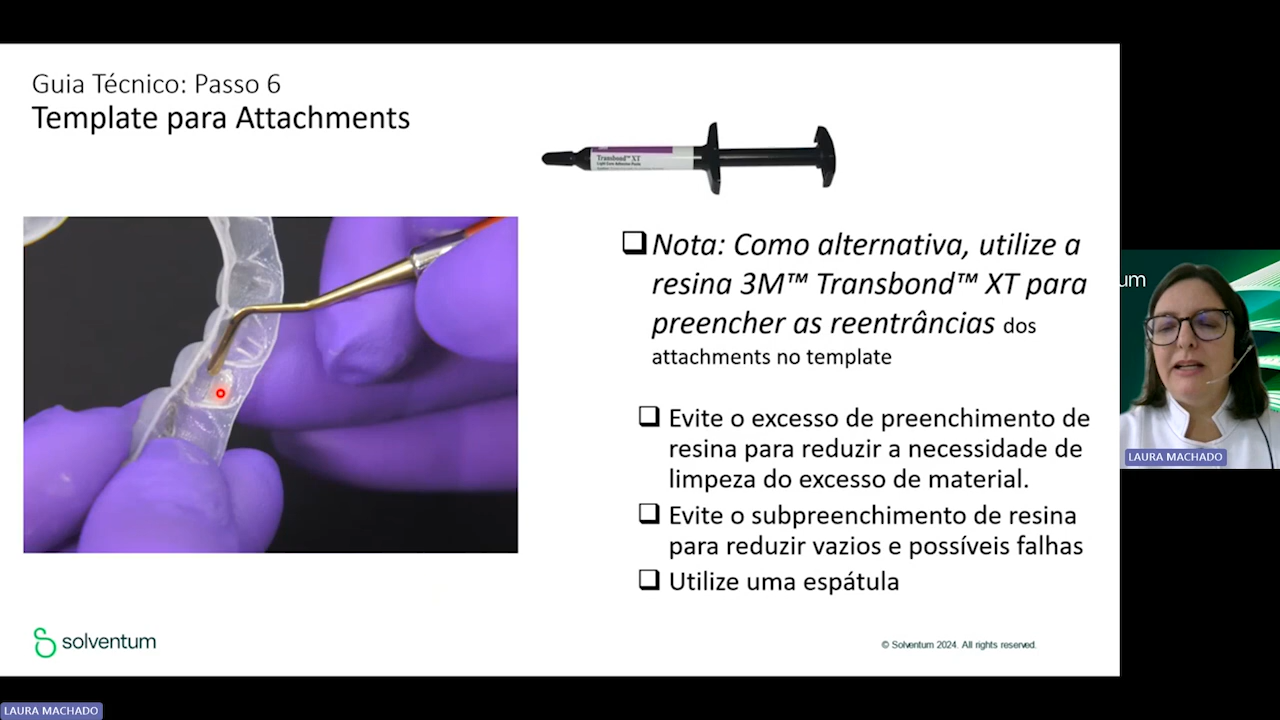 Guia Técnico: Passo 6
Template para Attachments
Transbond™ XT
Nota: Como alternativa, utilize a
resina 3M™ Transbond™ XT para
preencher as reentrâncias dos
attachments no template
Evite o excesso de preenchimento de
resina para reduzir a necessidade de
limpeza do excesso de material.
Evite o subpreenchimento de resina
para reduzir vazios e possíveis falhas
Utilize uma espátula
solventum
© Solventum 2024. All rights reserved.
um
LAURA MACHADO
LAURA MACHADO